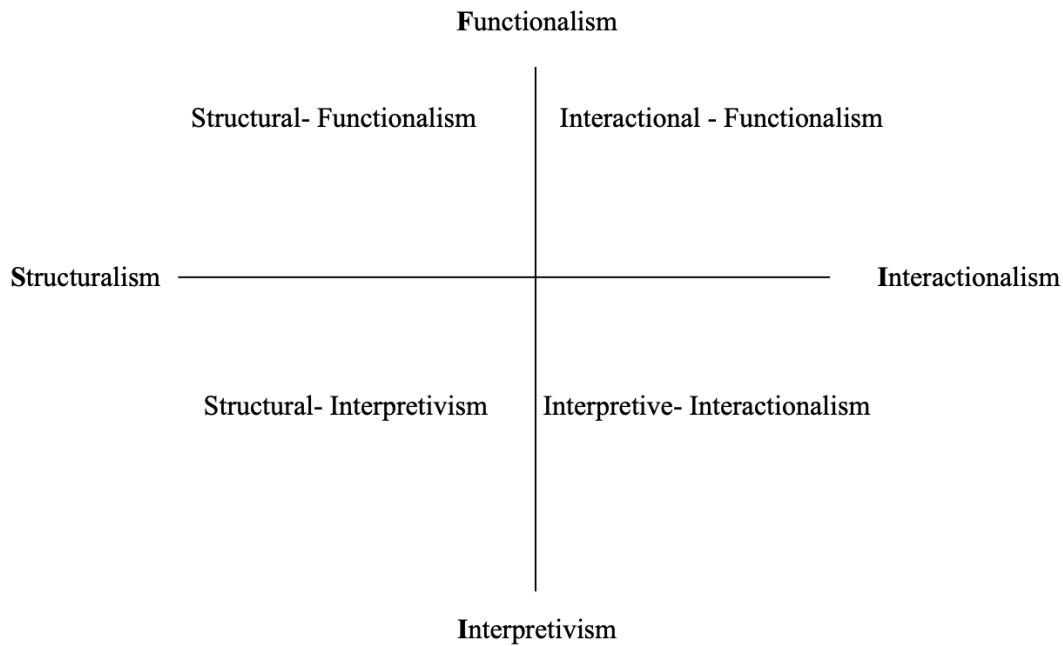 Functionalism
Structural- Functionalism
Interactional - Functionalism
Structuralism
Interactionalism
Structural- Interpretivism
Interpretive- Interactionalism
Interpretivism